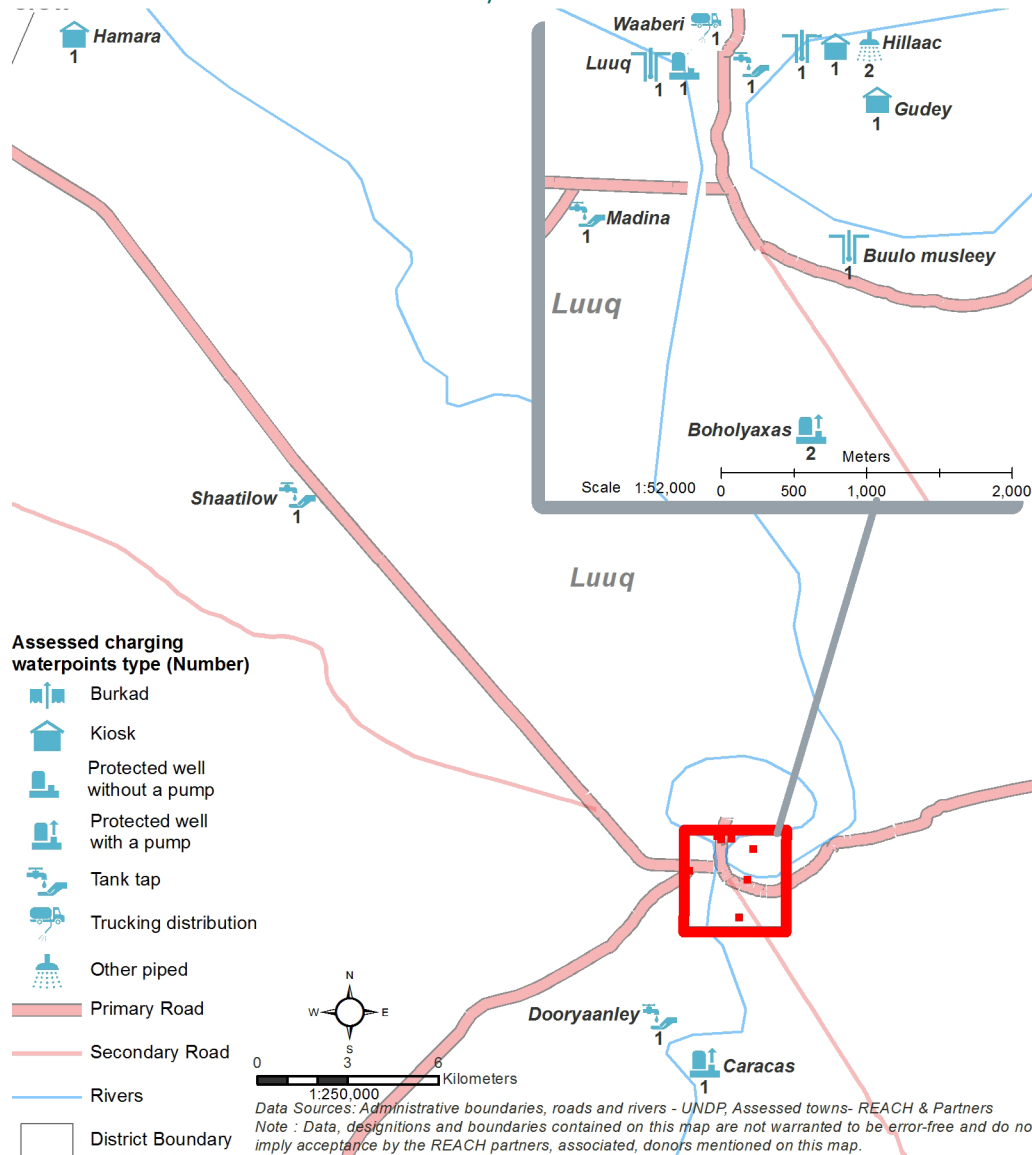 Hamara
1
Waaberi
1
Luuq
1
1
1
1
1
Hillaac
2
Gudey
1
Madina
1
Buulo musleey
1
Luuq
Boholyaxas
2
Meters
Scale 1:52,000
0 500 1,000 2,000
Shaatilow
1
Luuq
Assessed charging
waterpoints type (Number)
Burkad
Kiosk
Protected well
without a pump
Protected well
with a pump
Tank tap
Trucking distribution
Other piped
Primary Road
Secondary Road
Rivers
District Boundary
N
W E
S
0 3 6
Kilometers
1:250,000
Dooryaanley
1
Caracas
1
Data Sources: Administrative boundaries, roads and rivers - UNDP, Assessed towns- REACH & Partners
Note : Data, designitions and boundaries contained on this map are not warranted to be error-free and do no
imply acceptance by the REACH partners, associated, donors mentioned on this map.